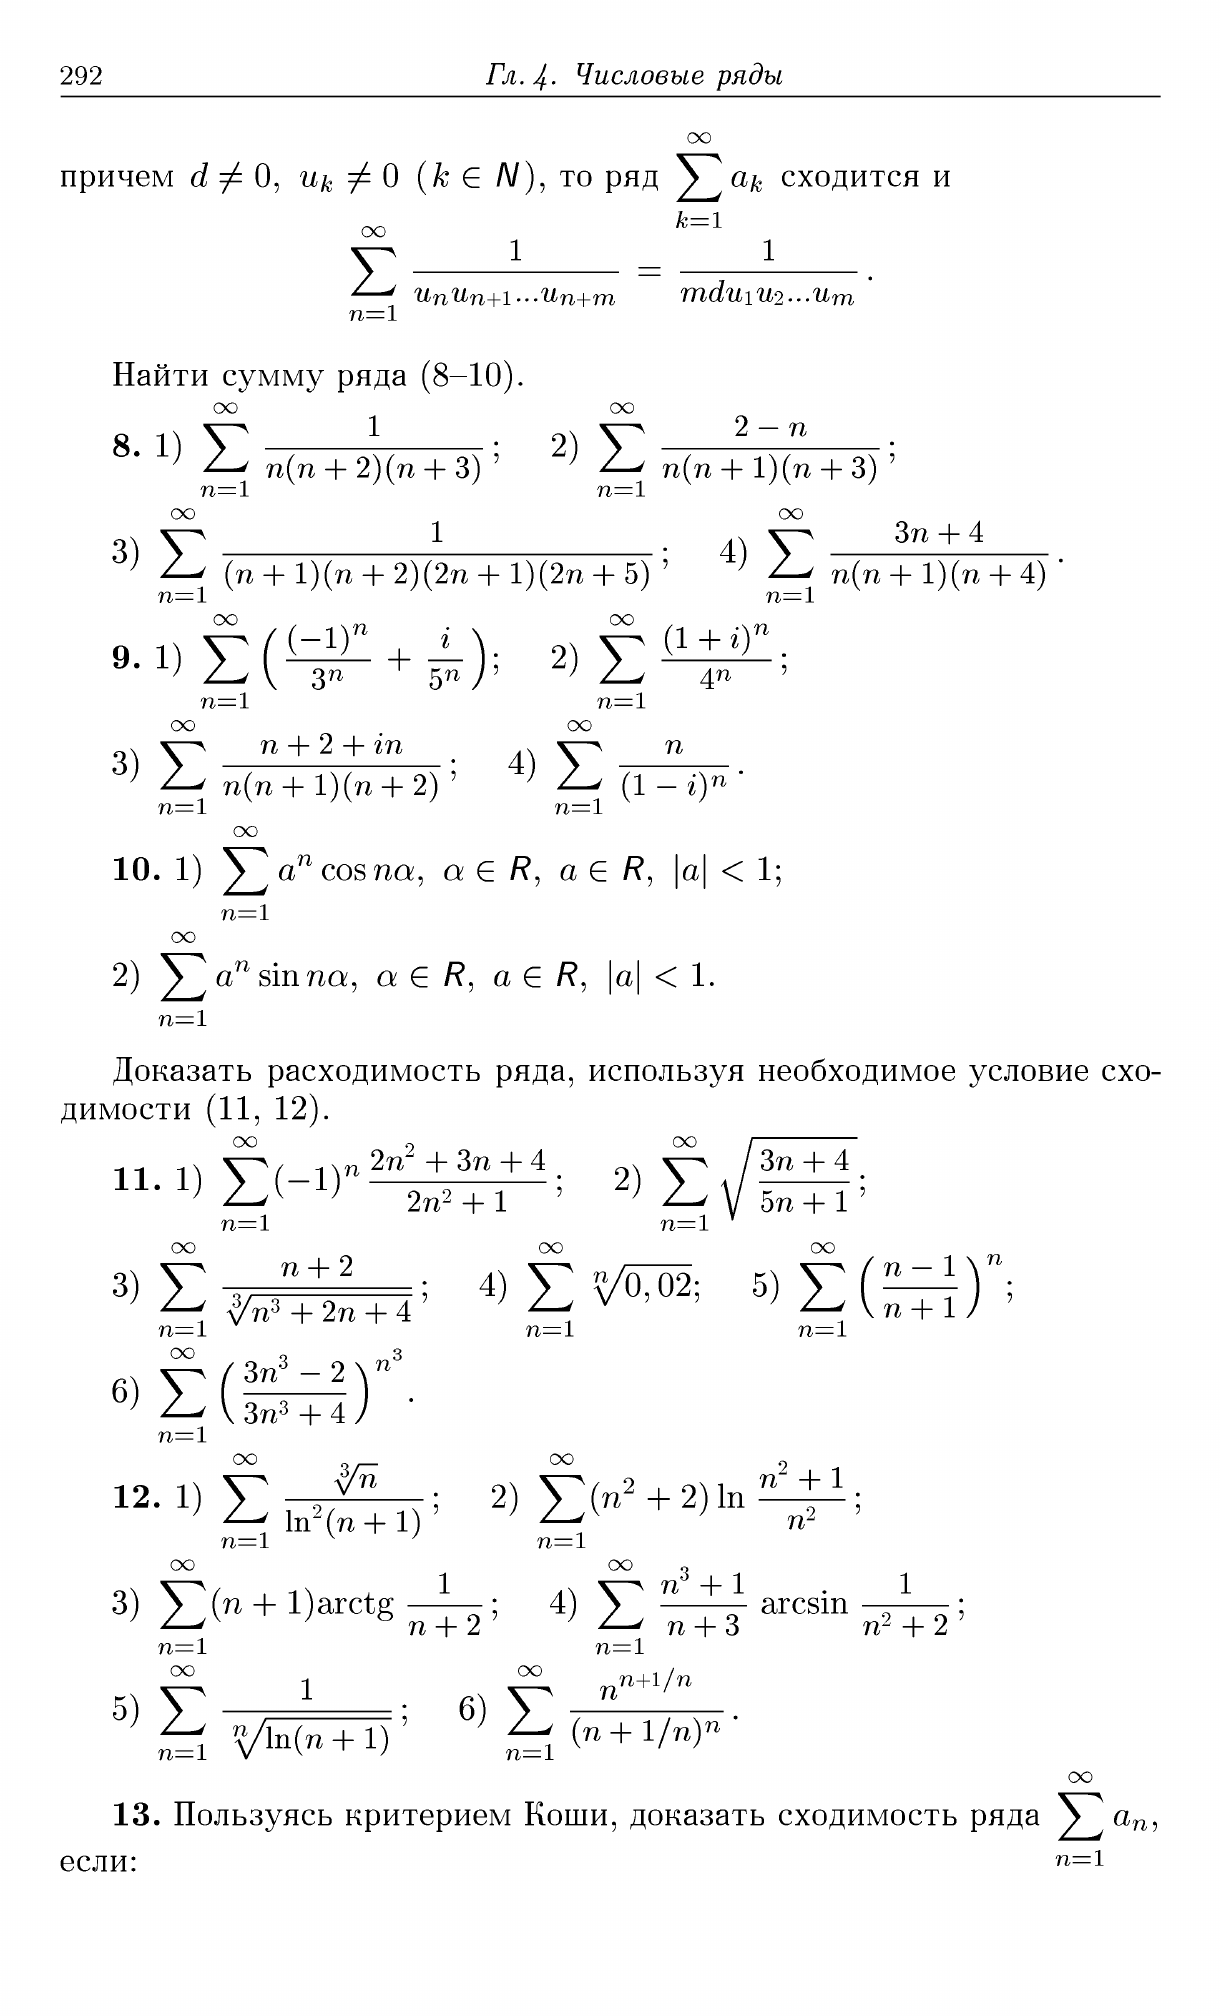 292 Гл. 4. Числовые ряды
причем $d \neq 0$, $u_k \neq 0$ ($k \in N$), то ряд $\sum_{k=1}^{\infty} a_k$ сходится и
$\sum_{n=1}^{\infty} \frac{1}{u_n u_{n+1} ... u_{n+m}} = \frac{1}{mdu_1u_2...u_m}$.
Найти сумму ряда (8–10).
8. 1) $\sum_{n=1}^{\infty} \frac{1}{n(n+2)(n+3)}$; 2) $\sum_{n=1}^{\infty} \frac{2-n}{n(n+1)(n+3)}$;
3) $\sum_{n=1}^{\infty} \frac{1}{(n+1)(n+2)(2n+1)(2n+5)}$; 4) $\sum_{n=1}^{\infty} \frac{3n+4}{n(n+1)(n+4)}$.
9. 1) $\sum_{n=1}^{\infty} \left( \frac{(-1)^n}{3^n} + \frac{i}{5^n} \right)$; 2) $\sum_{n=1}^{\infty} \frac{(1+i)^n}{4^n}$;
3) $\sum_{n=1}^{\infty} \frac{n+2+in}{n(n+1)(n+2)}$; 4) $\sum_{n=1}^{\infty} \frac{n}{(1-i)^n}$.
10. 1) $\sum_{n=1}^{\infty} a^n \cos n\alpha$, $\alpha \in R$, $a \in R$, $|a| < 1$;
2) $\sum_{n=1}^{\infty} a^n \sin n\alpha$, $\alpha \in R$, $a \in R$, $|a| < 1$.
Доказать расходимость ряда, используя необходимое условие схо-
димости (11, 12).
11. 1) $\sum_{n=1}^{\infty} (-1)^n \frac{2n^2+3n+4}{2n^2+1}$; 2) $\sum_{n=1}^{\infty} \sqrt{\frac{3n+4}{5n+1}}$;
3) $\sum_{n=1}^{\infty} \frac{n+2}{\sqrt[3]{n^3+2n+4}}$; 4) $\sum_{n=1}^{\infty} \sqrt[n]{0,02}$; 5) $\sum_{n=1}^{\infty} \left( \frac{n-1}{n+1} \right)^n$;
6) $\sum_{n=1}^{\infty} \left( \frac{3n^3-2}{3n^3+4} \right)^{n^3}$.
12. 1) $\sum_{n=1}^{\infty} \frac{\sqrt[3]{n}}{\ln^2(n+1)}$; 2) $\sum_{n=1}^{\infty} (n^2+2) \ln \frac{n^2+1}{n^2}$;
3) $\sum_{n=1}^{\infty} (n+1) \text{arctg} \frac{1}{n+2}$; 4) $\sum_{n=1}^{\infty} \frac{n^3+1}{n+3} \arcsin \frac{1}{n^2+2}$;
5) $\sum_{n=1}^{\infty} \frac{1}{\sqrt[n]{\ln(n+1)}}$; 6) $\sum_{n=1}^{\infty} \frac{n^{n+1/n}}{(n+1/n)^n}$.
13. Пользуясь критерием Коши, доказать сходимость ряда $\sum_{n=1}^{\infty} a_n$,
если: